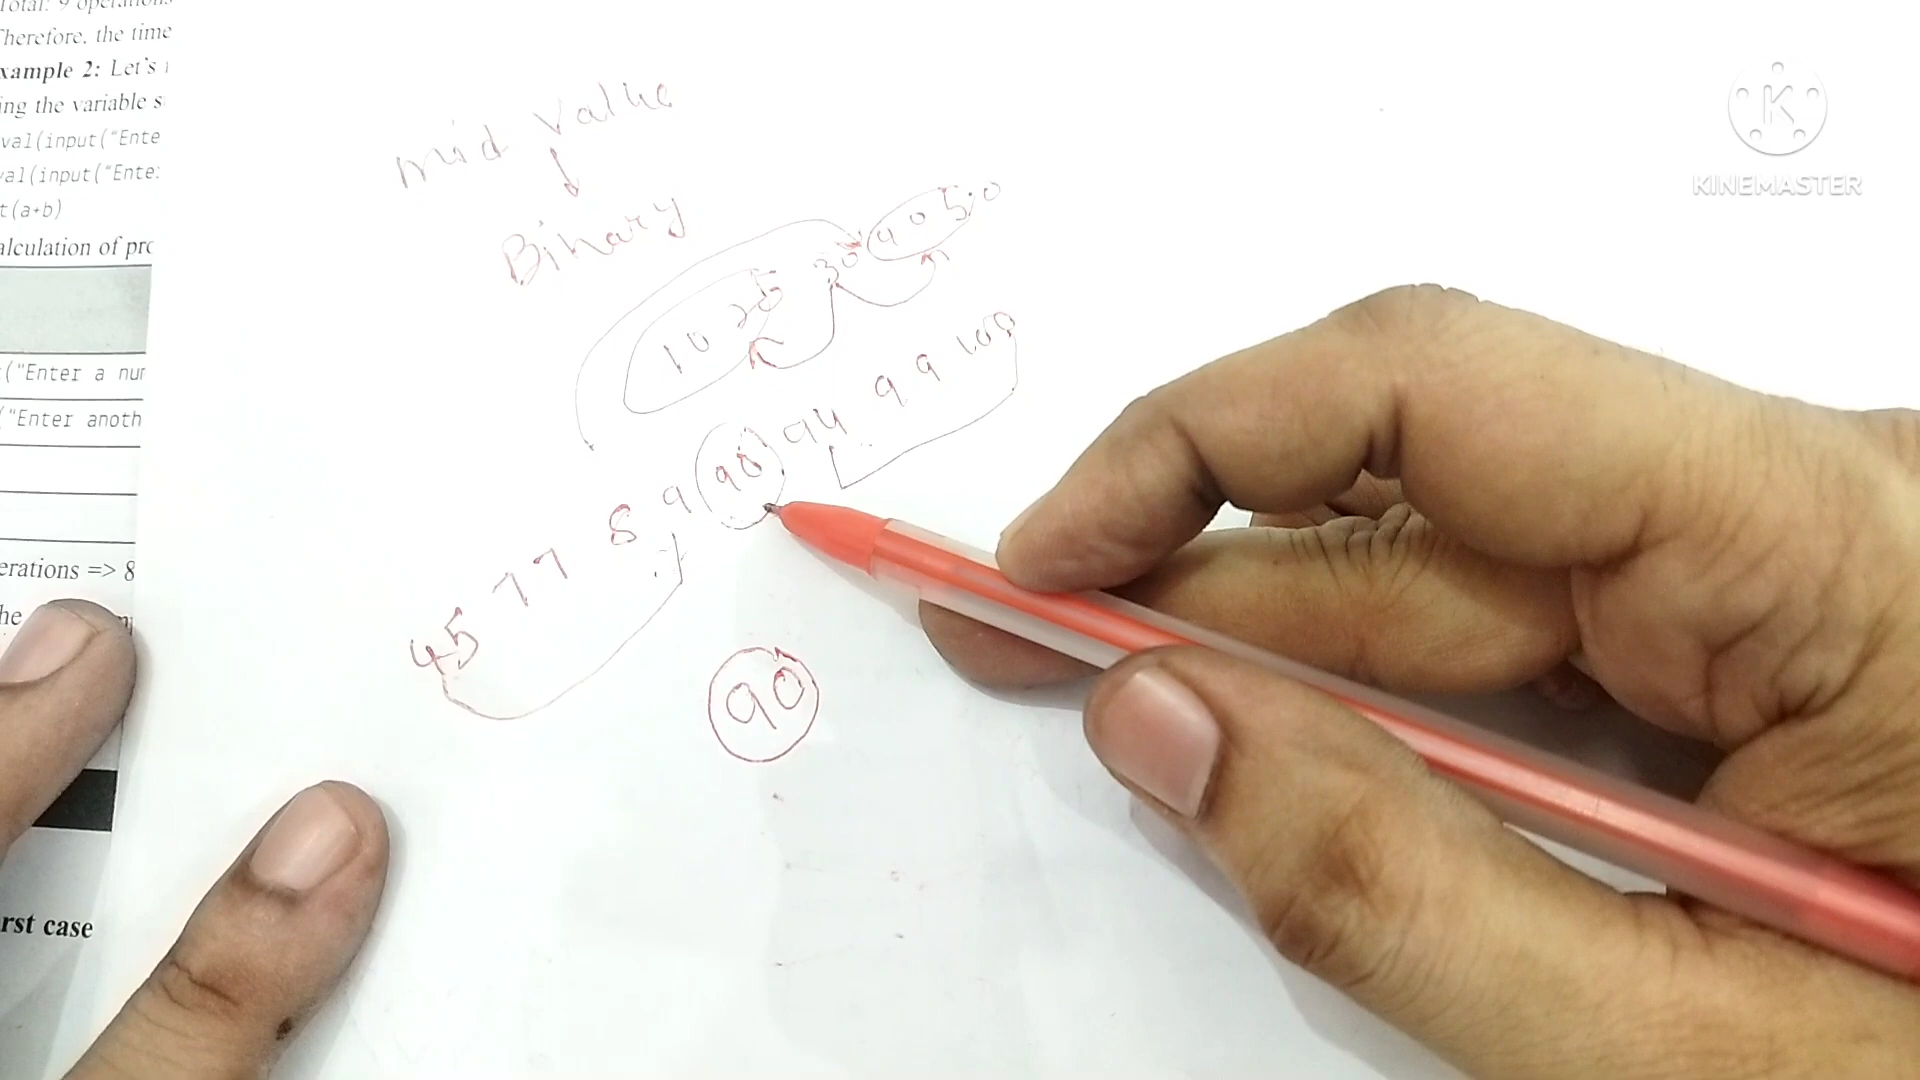 Total: 9 operations
Therefore, the time
xample 2: Let's
ing the variable s
val(input("Ente
val(input("Ente
t(a+b)
alculation of pro
("Enter a nur
("Enter anoth
erations => 8
he
rst case
mid value
Binary
10 20 30 40 50
45 77 89 90 94 99 100
90
KINEMASTER